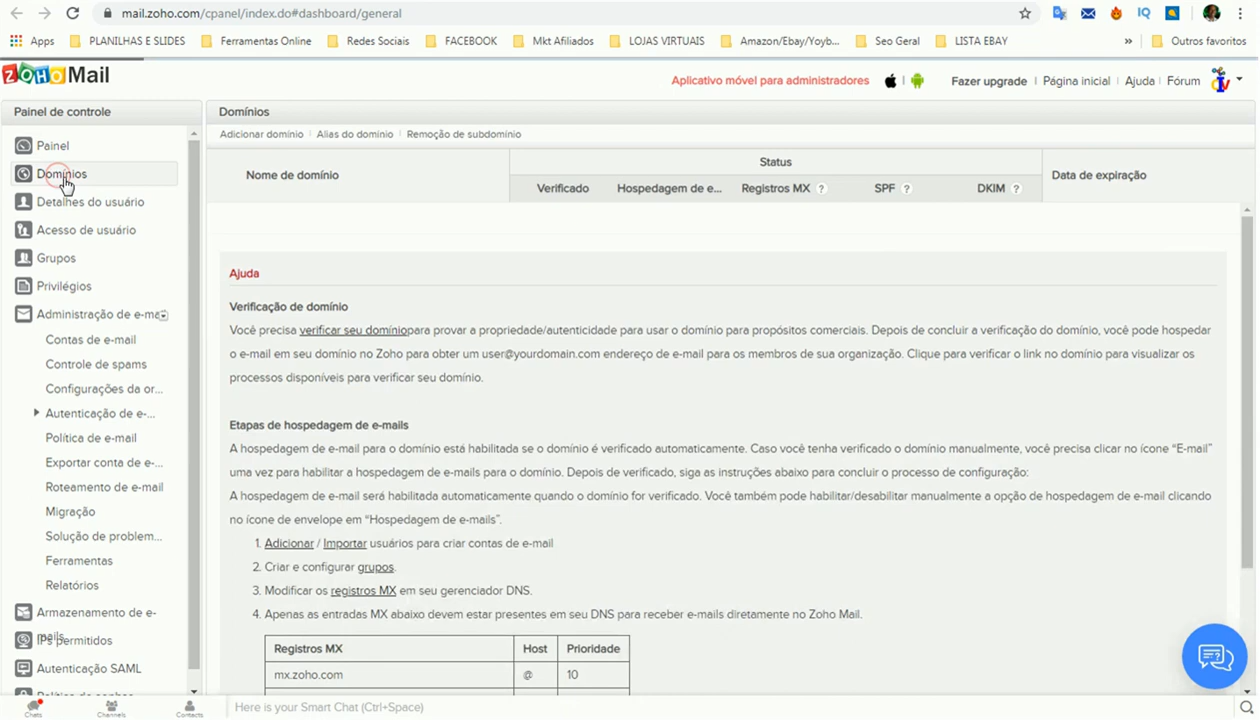 mail.zoho.com/cpanel/index.do#dashboard/general
IQ
Apps
PLANILHAS E SLIDES
Ferramentas Online
Redes Sociais
FACEBOOK
Mkt Afiliados
LOJAS VIRTUAIS
Amazon/Ebay/Yoyb...
Seo Geral
LISTA EBAY
»
Outros favoritos
ZOHO Mail
Aplicativo móvel para administradores
Fazer upgrade
Página inicial
Ajuda
Fórum
Painel de controle
Painel
Domínios
Detalhes do usuário
Acesso de usuário
Grupos
Privilégios
Administração de e-ma
Contas de e-mail
Controle de spams
Configurações da or...
Autenticação de e-...
Política de e-mail
Exportar conta de e-...
Roteamento de e-mail
Migração
Solução de problem...
Ferramentas
Relatórios
Armazenamento de e-
mails
IPs permitidos
Autenticação SAML
Domínios
Adicionar domínio | Alias do domínio | Remoção de subdomínio
Nome de domínio
Status
Verificado
Hospedagem de e...
Registros MX ?
SPF ?
DKIM ?
Data de expiração
Ajuda
Verificação de domínio
Você precisa verificar seu domíniopara provar a propriedade/autenticidade para usar o domínio para propósitos comerciais. Depois de concluir a verificação do domínio, você pode hospedar
o e-mail em seu domínio no Zoho para obter um user@yourdomain.com endereço de e-mail para os membros de sua organização. Clique para verificar o link no domínio para visualizar os
processos disponíveis para verificar seu domínio.
Etapas de hospedagem de e-mails
A hospedagem de e-mail para o domínio está habilitada se o domínio é verificado automaticamente. Caso você tenha verificado o domínio manualmente, você precisa clicar no ícone “E-mail”
uma vez para habilitar a hospedagem de e-mails para o domínio. Depois de verificado, siga as instruções abaixo para concluir o processo de configuração:
A hospedagem de e-mail será habilitada automaticamente quando o domínio for verificado. Você também pode habilitar/desabilitar manualmente a opção de hospedagem de e-mail clicando
no ícone de envelope em “Hospedagem de e-mails”.
1. Adicionar / Importar usuários para criar contas de e-mail
2. Criar e configurar grupos.
3. Modificar os registros MX em seu gerenciador DNS.
4. Apenas as entradas MX abaixo devem estar presentes em seu DNS para receber e-mails diretamente no Zoho Mail.
Registros MX Host Prioridade
mx.zoho.com @ 10
Chats
Channels
Contacts
Here is your Smart Chat (Ctrl+Space)